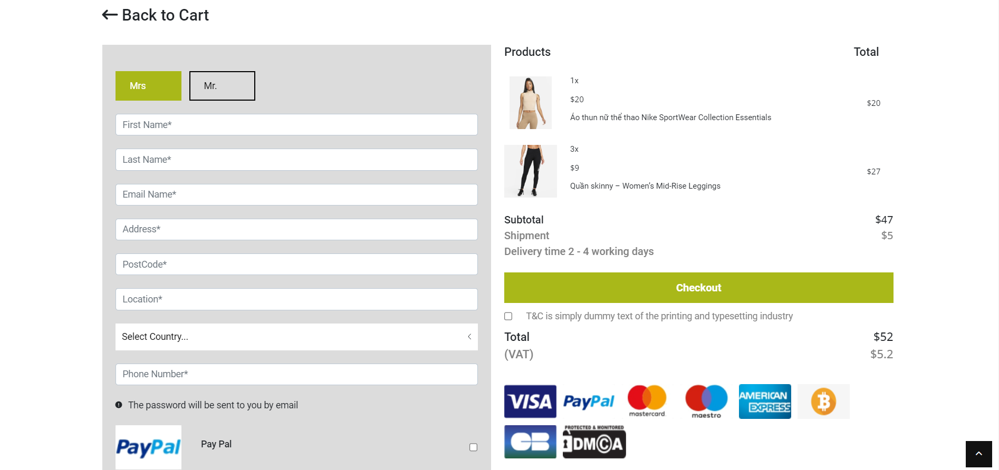 Back to Cart
Mrs
Mr.
First Name*
Last Name*
Email Name*
Address*
PostCode*
Location*
Select Country...
Phone Number*
The password will be sent to you by email
PayPal
Pay Pal
Products
Total
1x
$20
Áo thun nữ thể thao Nike SportWear Collection Essentials
$20
3x
$9
Quần skinny – Women’s Mid-Rise Leggings
$27
Subtotal
$47
Shipment
$5
Delivery time 2 - 4 working days
Checkout
T&C is simply dummy text of the printing and typesetting industry
Total
$52
(VAT)
$5.2
VISA
PayPal
mastercard
maestro
AMERICAN
EXPRESS
CB
PROTECTED & MONITORED
DMCA